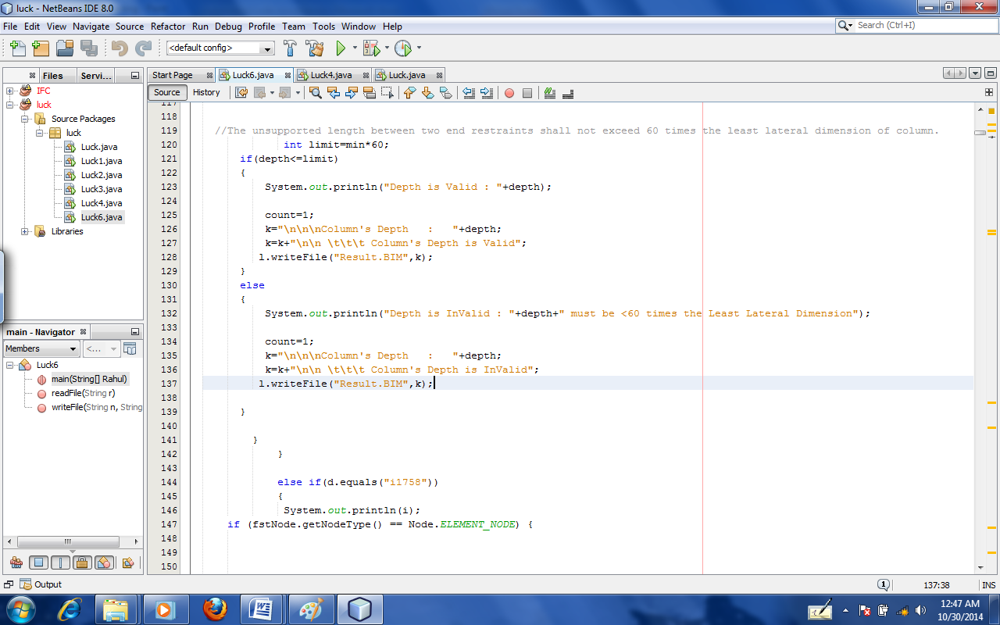 luck - NetBeans IDE 8.0
File Edit View Navigate Source Refactor Run Debug Profile Team Tools Window Help
Search (Ctrl+I)
<default config>
Files Servi...
IFC
luck
Source Packages
luck
Luck.java
Luck1.java
Luck2.java
Luck3.java
Luck4.java
Luck6.java
Libraries
main - Navigator
Members <...
Luck6
main(String[] Rahul)
readFile(String r)
writeFile(String n, String
Start Page Luck6.java Luck4.java Luck.java
Source History
117
118
119 //The unsupported length between two end restraints shall not exceed 60 times the least lateral dimension of column.
120 int limit=min*60;
121 if(depth<=limit)
122 {
123 System.out.println("Depth is Valid : "+depth);
124
125 count=1;
126 k="\n\n\nColumn's Depth   :   "+depth;
127 k=k+"\n\n \t\t\t Column's Depth is Valid";
128 l.writeFile("Result.BIM",k);
129 }
130 else
131 {
132 System.out.println("Depth is InValid : "+depth+" must be <60 times the Least Lateral Dimension");
133
134 count=1;
135 k="\n\n\nColumn's Depth   :   "+depth;
136 k=k+"\n\n \t\t\t Column's Depth is InValid";
137 l.writeFile("Result.BIM",k);
138
139 }
140
141 }
142 }
143
144 else if(d.equals("i1758"))
145 {
146 System.out.println(i);
147 if (fstNode.getNodeType() == Node.ELEMENT_NODE) {
148
149
150
Output
1 137:38 INS
12:47 AM
10/30/2014